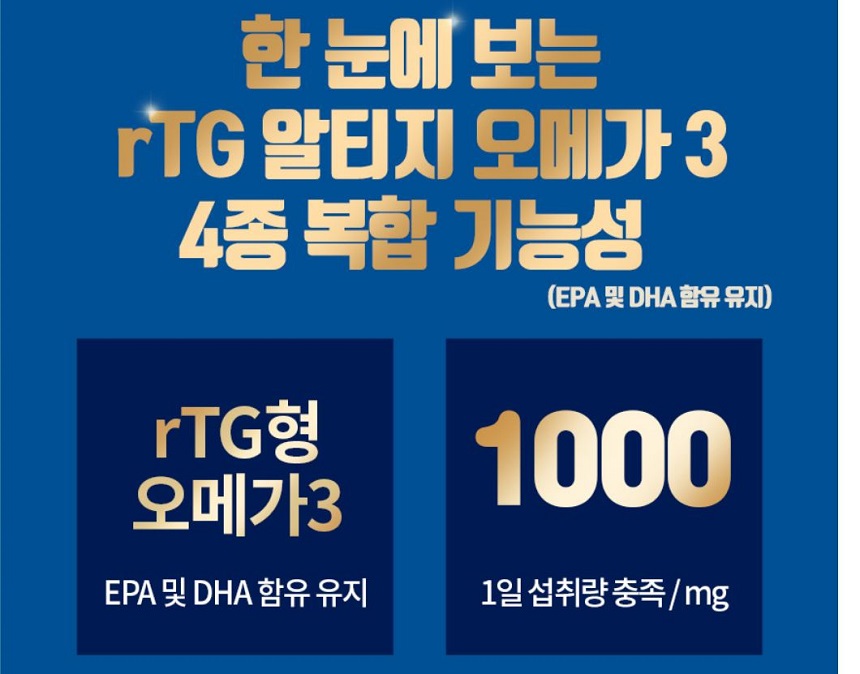 한 눈에 보는
rTG 알티지 오메가 3
4종 복합 기능성
(EPA 및 DHA 함유 유지)
rTG형
오메가3
EPA 및 DHA 함유 유지
1000
1일 섭취량 충족 / mg